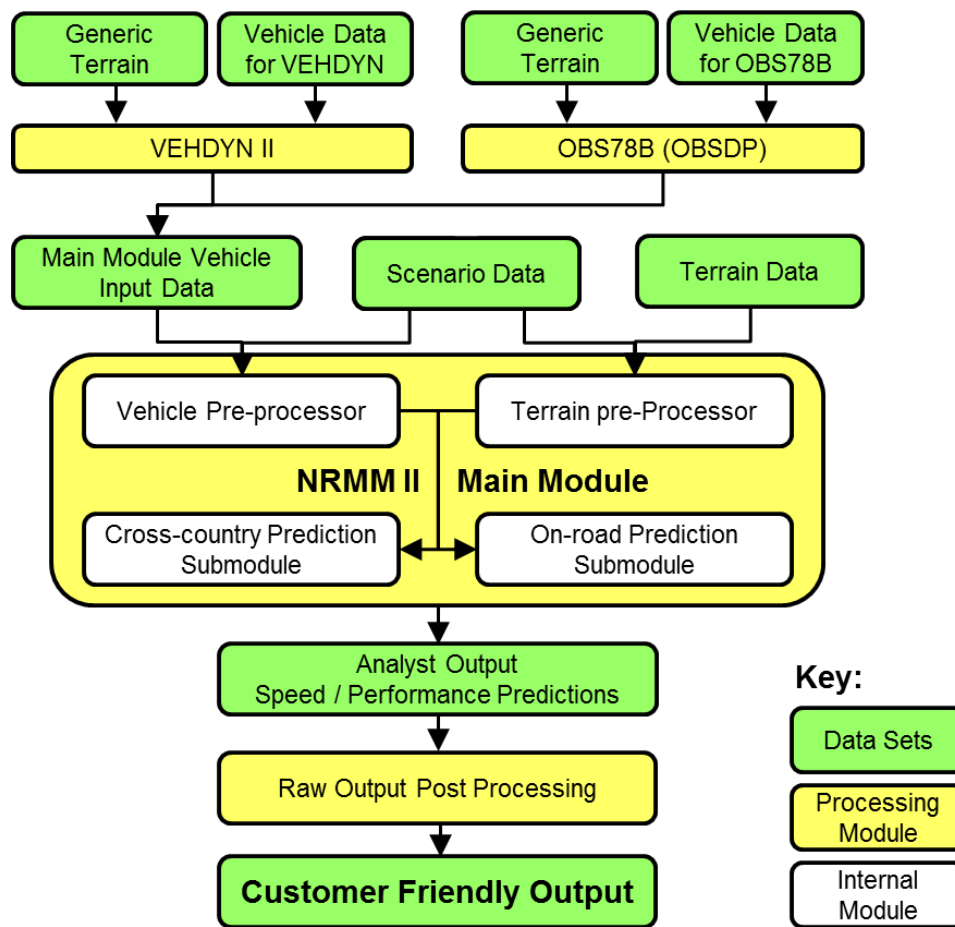 Generic
Terrain
Vehicle Data
for VEHDYN
Generic
Terrain
Vehicle Data
for OBS78B
VEHDYN II
OBS78B (OBSDP)
Main Module Vehicle
Input Data
Scenario Data
Terrain Data
Vehicle Pre-processor
Terrain pre-Processor
NRMM II Main Module
Cross-country Prediction
Submodule
On-road Prediction
Submodule
Analyst Output
Speed / Performance Predictions
Raw Output Post Processing
Customer Friendly Output
Key:
Data Sets
Processing
Module
Internal
Module